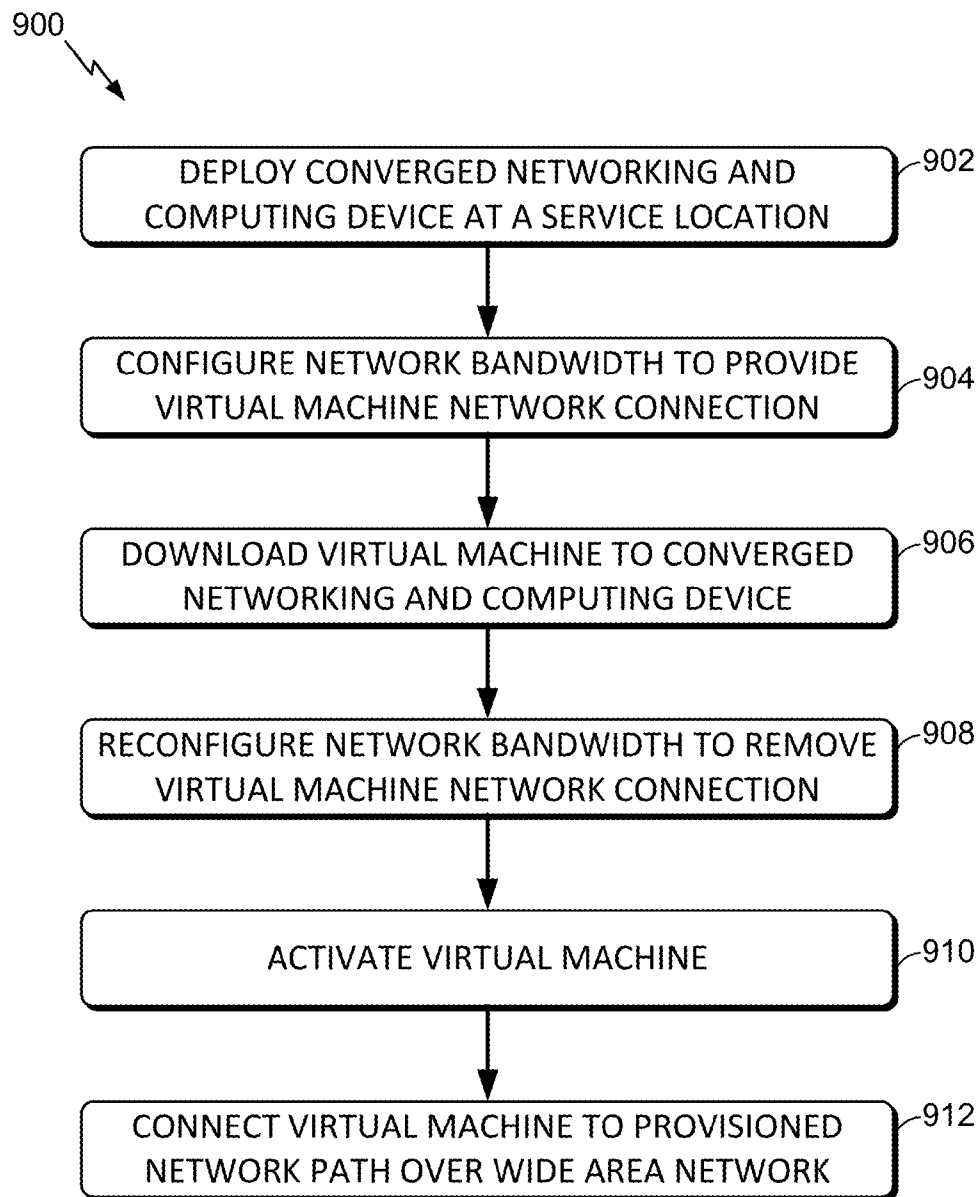 900
DEPLOY CONVERGED NETWORKING AND
COMPUTING DEVICE AT A SERVICE LOCATION
902
CONFIGURE NETWORK BANDWIDTH TO PROVIDE
VIRTUAL MACHINE NETWORK CONNECTION
904
DOWNLOAD VIRTUAL MACHINE TO CONVERGED
NETWORKING AND COMPUTING DEVICE
906
RECONFIGURE NETWORK BANDWIDTH TO REMOVE
VIRTUAL MACHINE NETWORK CONNECTION
908
ACTIVATE VIRTUAL MACHINE
910
CONNECT VIRTUAL MACHINE TO PROVISIONED
NETWORK PATH OVER WIDE AREA NETWORK
912